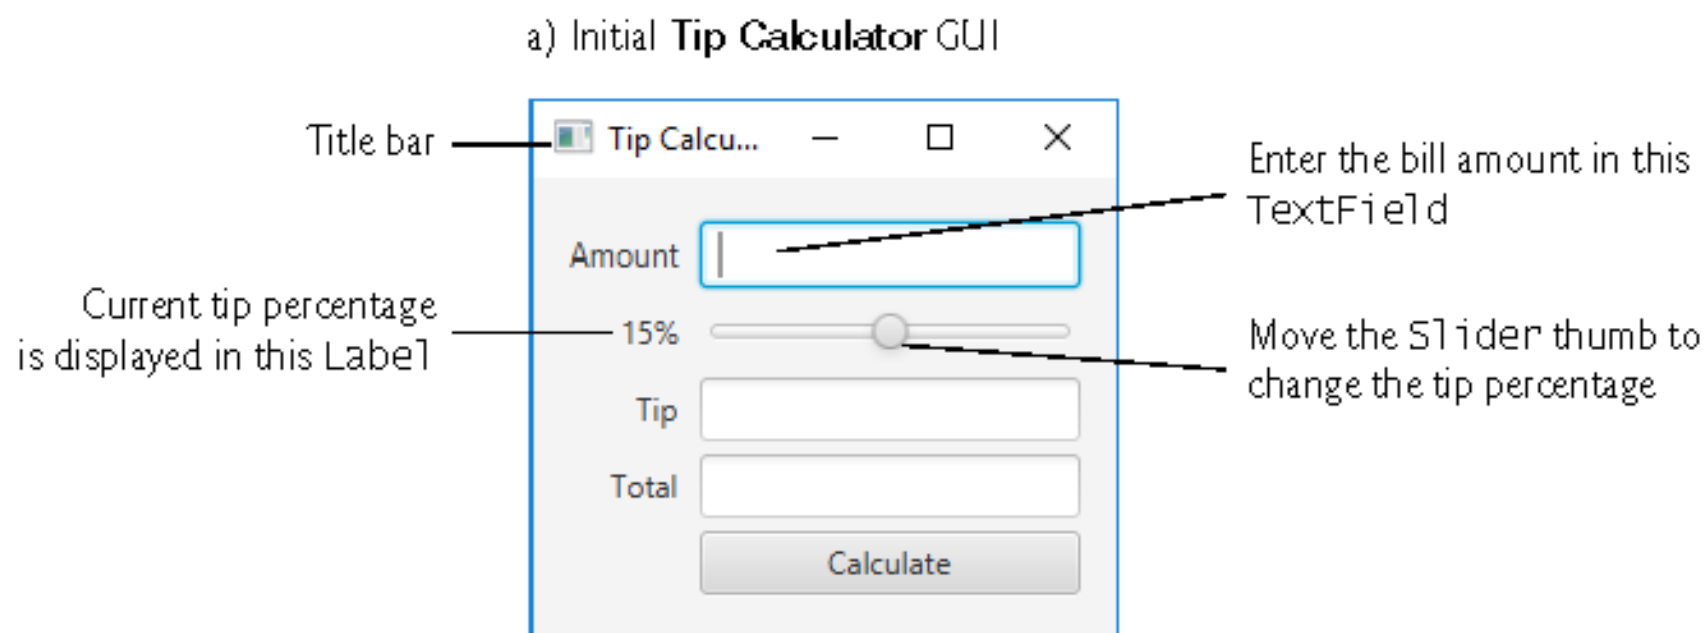 a) Initial Tip Calculator GUI
Title bar
Tip Calcu...
Enter the bill amount in this
TextField
Amount
Current tip percentage
is displayed in this Label
15%
Move the Slider thumb to
change the tip percentage
Tip
Total
Calculate